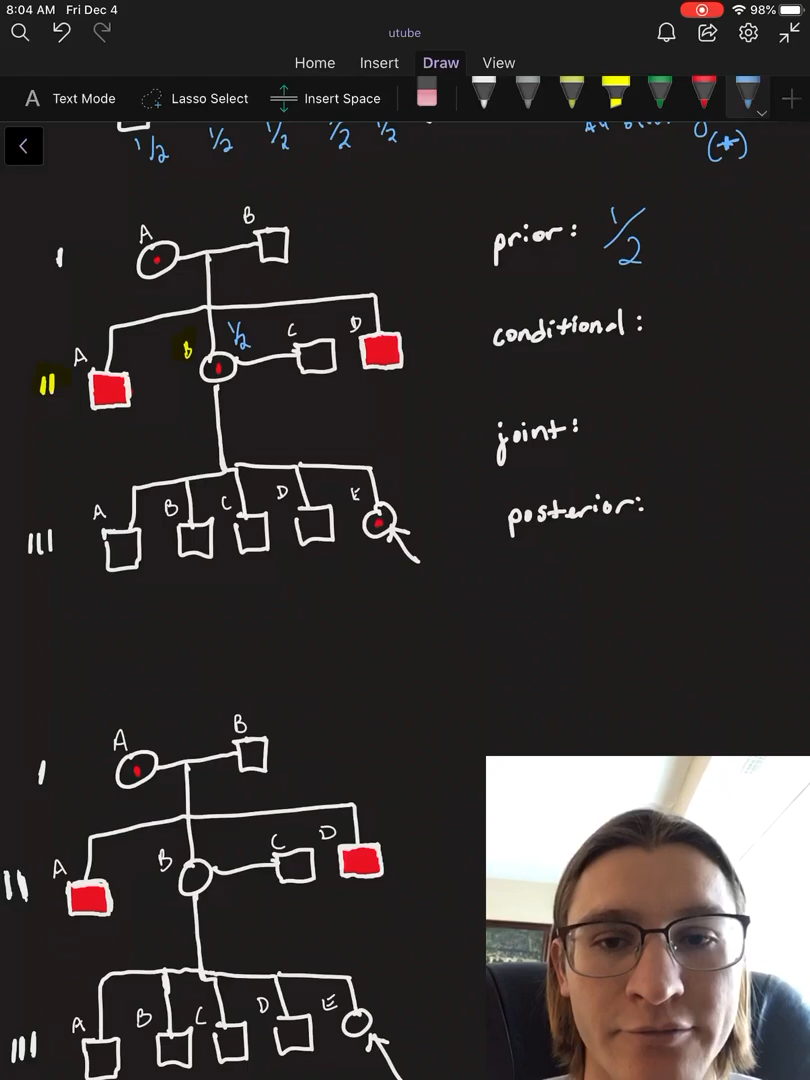 8:04 AM Fri Dec 4
98%
utube
Home Insert Draw View
A Text Mode Lasso Select Insert Space
1/2 1/2 1/2 1/2 1/2
(*)
A B
I
prior: 1/2
A B 1/2 C D
II
conditional:
joint:
A B C D E
III
posterior:
A B
I
A B C D
II
A B C D E
III